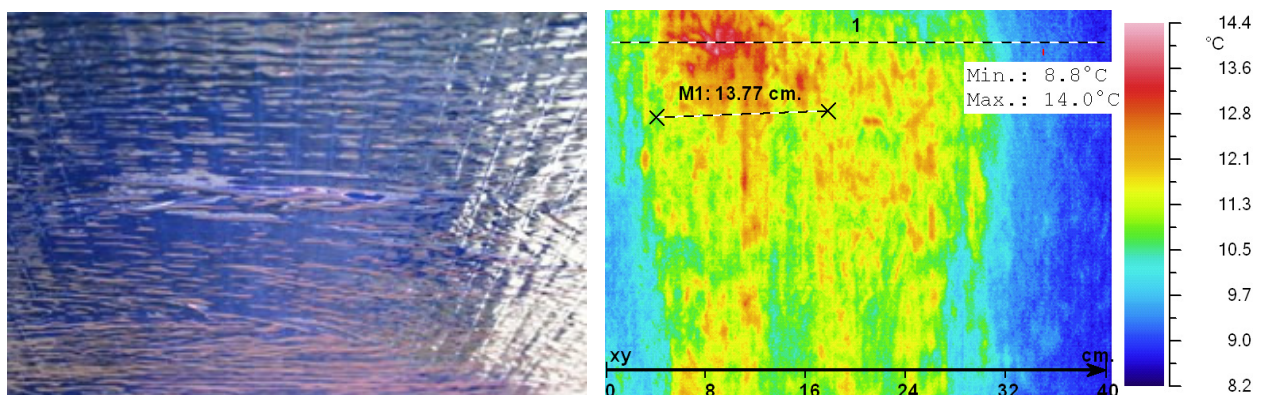 1
14.4
°C
13.6
Min.: 8.8°C
Max.: 14.0°C
M1: 13.77 cm.
12.8
12.1
11.3
10.5
9.7
9.0
8.2
xy
cm.
0 8 16 24 32 40